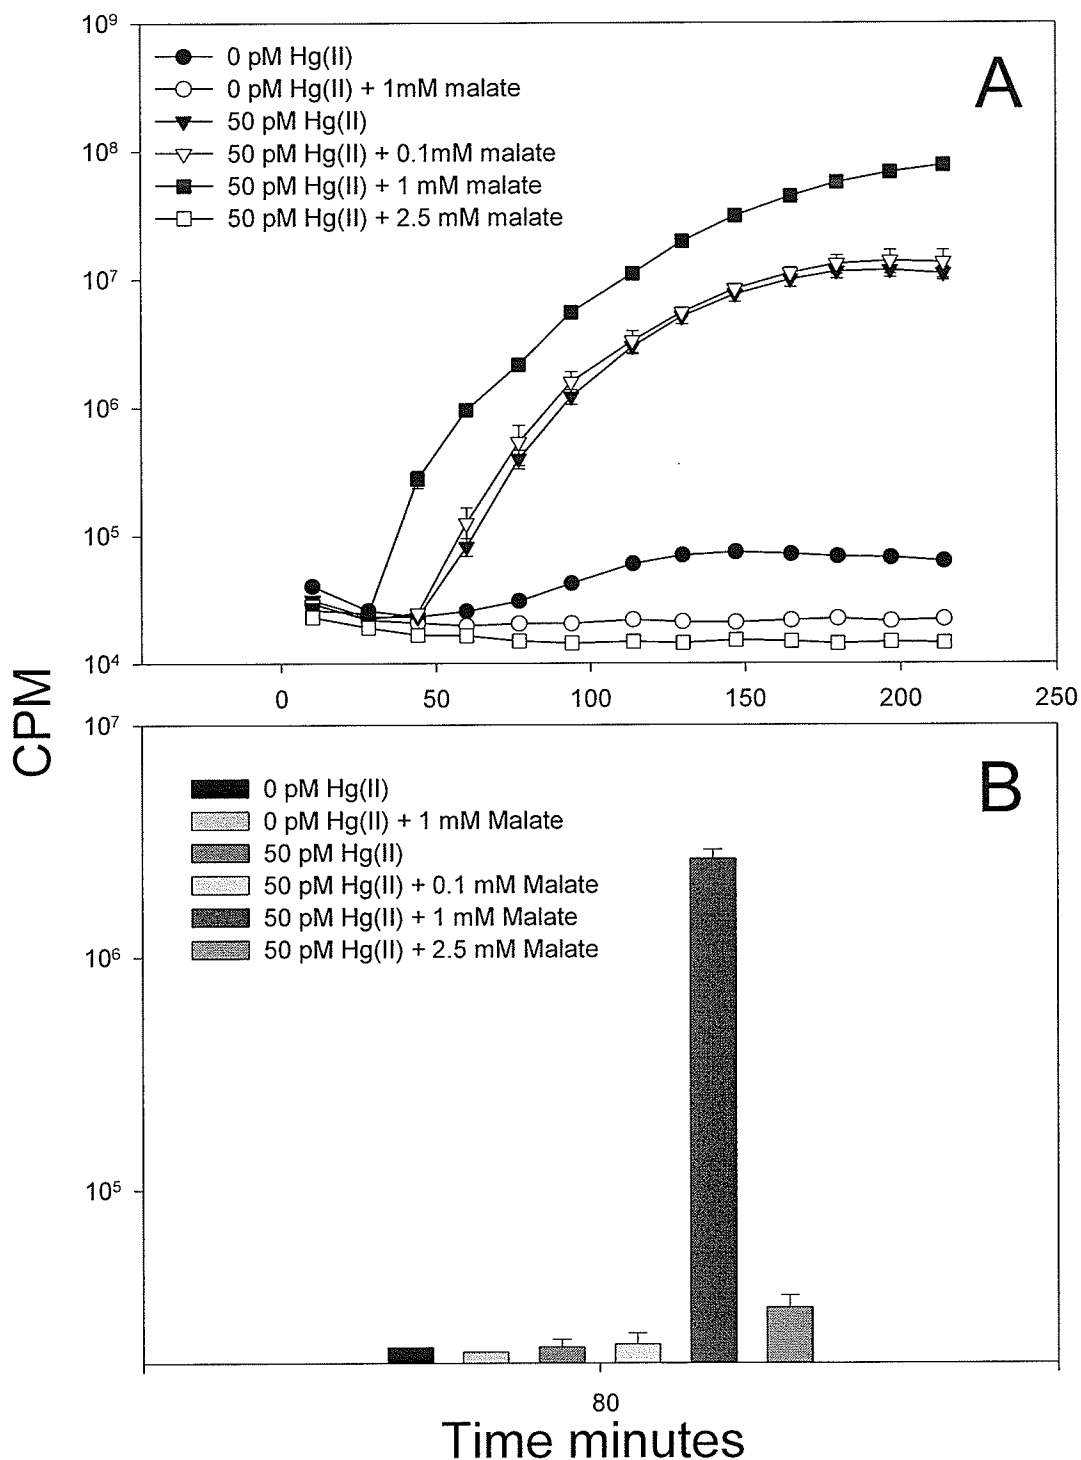 10⁹
A
0 pM Hg(II)
0 pM Hg(II) + 1mM malate
50 pM Hg(II)
50 pM Hg(II) + 0.1mM malate
50 pM Hg(II) + 1 mM malate
50 pM Hg(II) + 2.5 mM malate
10⁸
10⁷
10⁶
10⁵
10⁴
0 50 100 150 200 250
CPM
10⁷
B
0 pM Hg(II)
0 pM Hg(II) + 1 mM Malate
50 pM Hg(II)
50 pM Hg(II) + 0.1 mM Malate
50 pM Hg(II) + 1 mM Malate
50 pM Hg(II) + 2.5 mM Malate
10⁶
10⁵
80
Time minutes